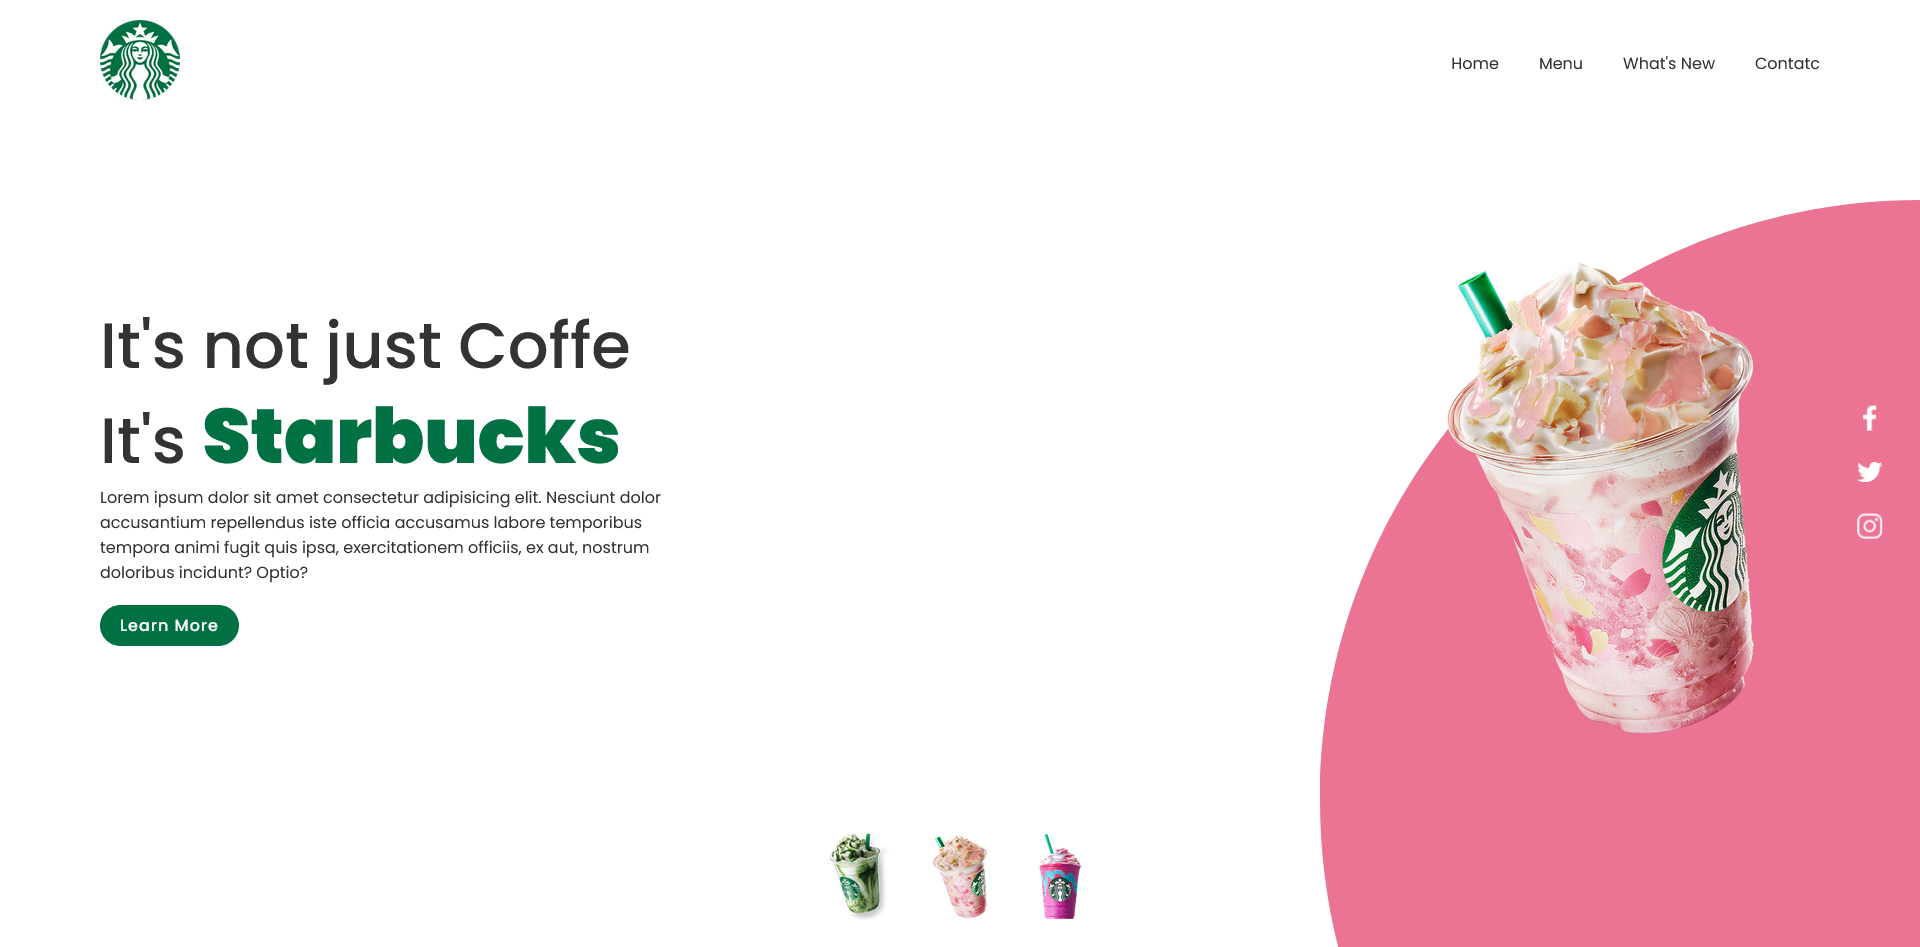 Home
Menu
What's New
Contatc
It's not just Coffe
It's Starbucks
Lorem ipsum dolor sit amet consectetur adipisicing elit. Nesciunt dolor
accusantium repellendus iste officia accusamus labore temporibus
tempora animi fugit quis ipsa, exercitationem officiis, ex aut, nostrum
doloribus incidunt? Optio?
Learn More